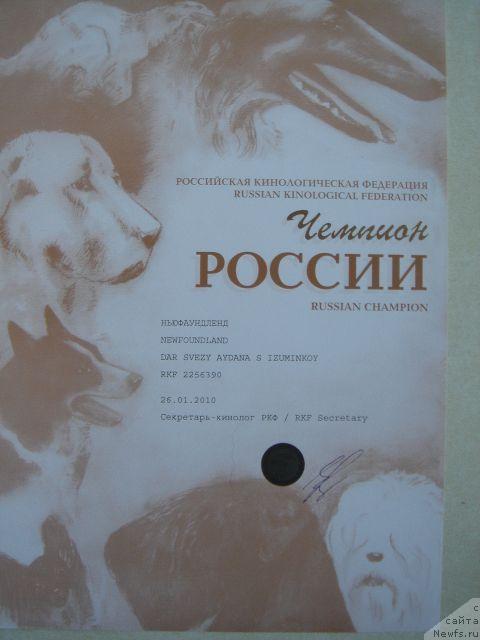 РОССИЙСКАЯ КИНОЛОГИЧЕСКАЯ ФЕДЕРАЦИЯ
RUSSIAN KINOLOGICAL FEDERATION
Чемпион
РОССИИ
RUSSIAN CHAMPION
НЬЮФАУНДЛЕНД
NEWFOUNDLAND
DAR SVEZY AYDANA S IZUMINKOY
RKF 2256390
26.01.2010
Секретарь-кинолог РКФ / RKF Secretary
с
сайта
Newfs.ru